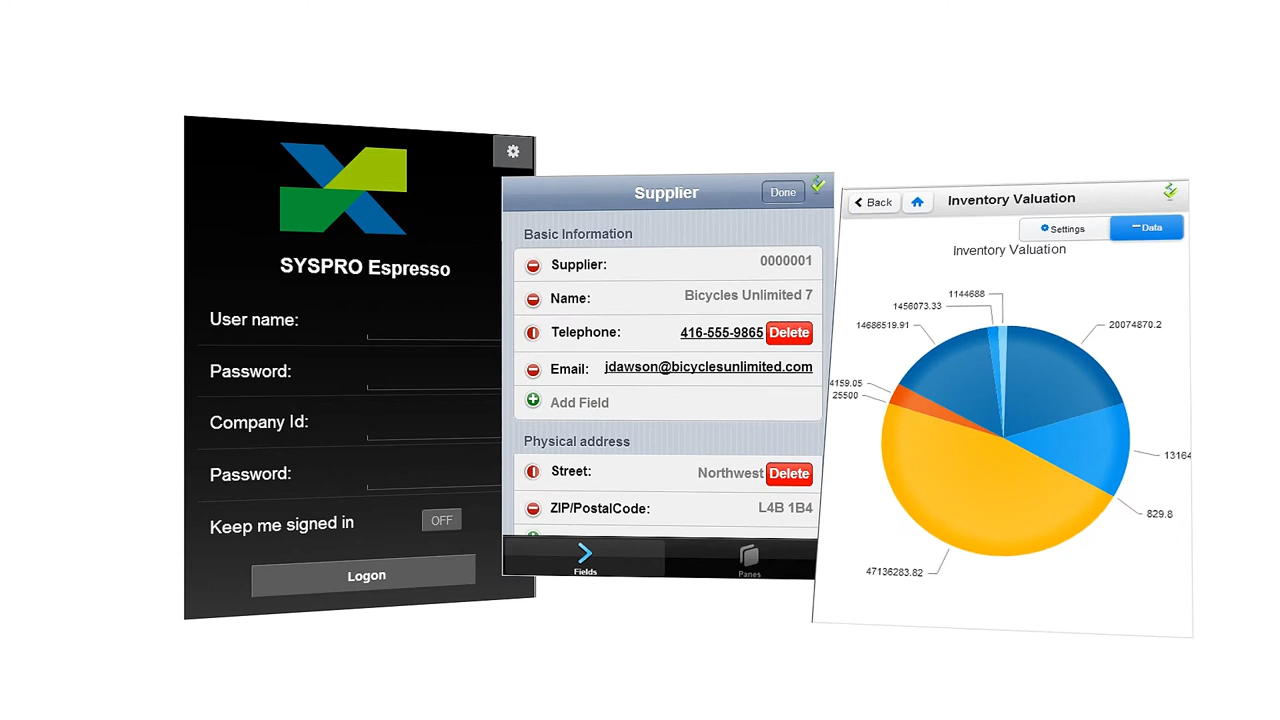 SYSPRO Espresso
User name:
Password:
Company Id:
Password:
Keep me signed in OFF
Logon
Supplier Done
Basic Information
Supplier: 0000001
Name: Bicycles Unlimited 7
Telephone: 416-555-9865 Delete
Email: jdawson@bicyclesunlimited.com
Add Field
Physical address
Street: Northwest Delete
ZIP/PostalCode: L4B 1B4
Fields Panes
Back Inventory Valuation
Settings Data
Inventory Valuation
1144688
1456073.33
14686519.91 20074870.2
4159.05
25500
13164
829.8
47136283.82